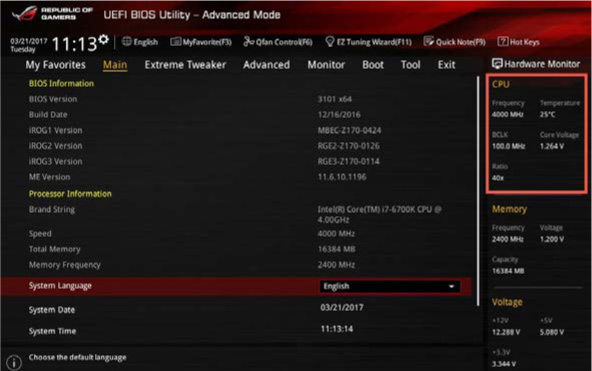 REPUBLIC OF
GAMERS
UEFI BIOS Utility – Advanced Mode
03/21/2017
Tuesday
11:13
English
MyFavorite(F3)
Qfan Control(F6)
EZ Tuning Wizard(F11)
Quick Note(F9)
Hot Keys
My Favorites Main Extreme Tweaker Advanced Monitor Boot Tool Exit
BIOS Information
BIOS Version 3101 x64
Build Date 12/16/2016
iROG1 Version MBEC-Z170-0424
iROG2 Version RGE2-Z170-0126
iROG3 Version RGE3-Z170-0114
ME Version 11.6.10.1196
Processor Information
Brand String Intel(R) Core(TM) i7-6700K CPU @
4.00GHz
Speed 4000 MHz
Total Memory 16384 MB
Memory Frequency 2400 MHz
System Language English
System Date 03/21/2017
System Time 11:13:14
Choose the default language
Hardware Monitor
CPU
Frequency Temperature
4000 MHz 25°C
BCLK Core Voltage
100.0 MHz 1.264 V
Ratio
40x
Memory
Frequency Voltage
2400 MHz 1.200 V
Capacity
16384 MB
Voltage
+12V +5V
12.288 V 5.080 V
+3.3V
3.344 V